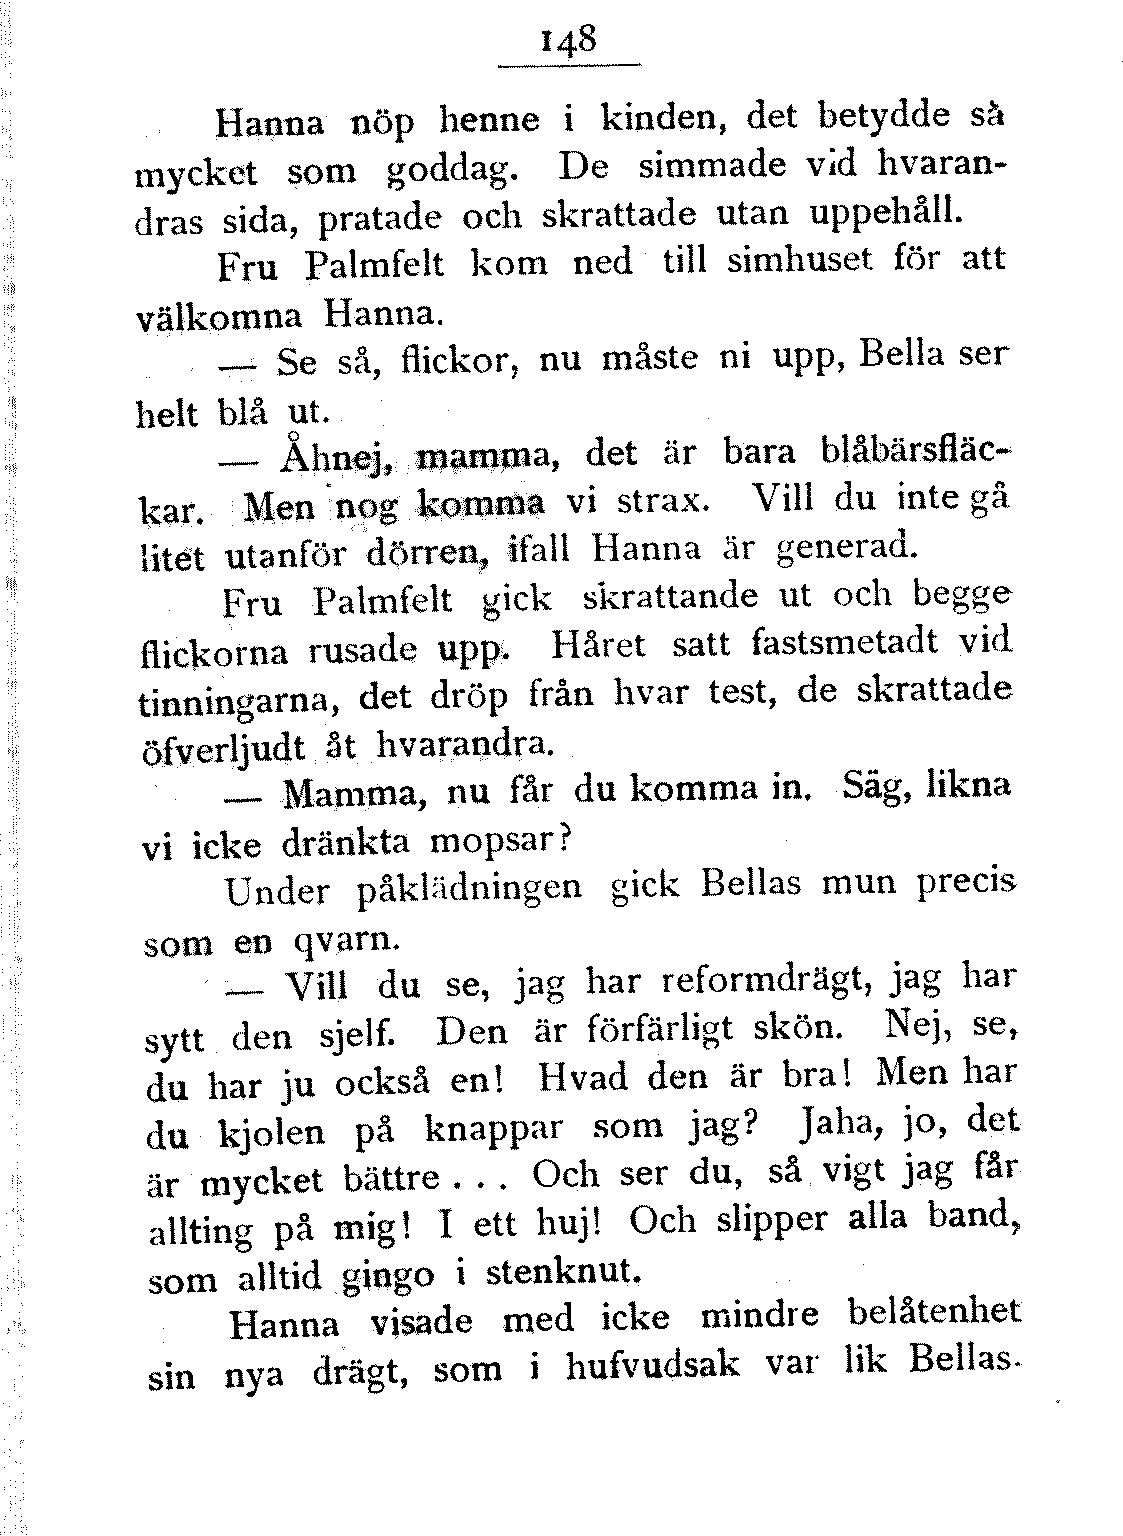 148
Hanna nöp henne i kinden, det betydde så
mycket som goddag. De simmade vid hvaran-
dras sida, pratade och skrattade utan uppehåll.
Fru Palmfelt kom ned till simhuset för att
välkomna Hanna.
— Se så, flickor, nu måste ni upp, Bella ser
helt blå ut.
— Åhnej, mamma, det är bara blåbärsfläc-
kar. Men nog komma vi strax. Vill du inte gå
litet utanför dörren, ifall Hanna är generad.
Fru Palmfelt gick skrattande ut och begge
flickorna rusade upp. Håret satt fastsmetadt vid
tinningarna, det dröp från hvar test, de skrattade
öfverljudt åt hvarandra.
— Mamma, nu får du komma in. Säg, likna
vi icke dränkta mopsar?
Under påklädningen gick Bellas mun precis
som en qvarn.
— Vill du se, jag har reformdrägt, jag har
sytt den sjelf. Den är förfärligt skön. Nej, se,
du har ju också en! Hvad den är bra! Men har
du kjolen på knappar som jag? Jaha, jo, det
är mycket bättre . . . Och ser du, så vigt jag får
allting på mig! I ett huj! Och slipper alla band,
som alltid gingo i stenknut.
Hanna visade med icke mindre belåtenhet
sin nya drägt, som i hufvudsak var lik Bellas.